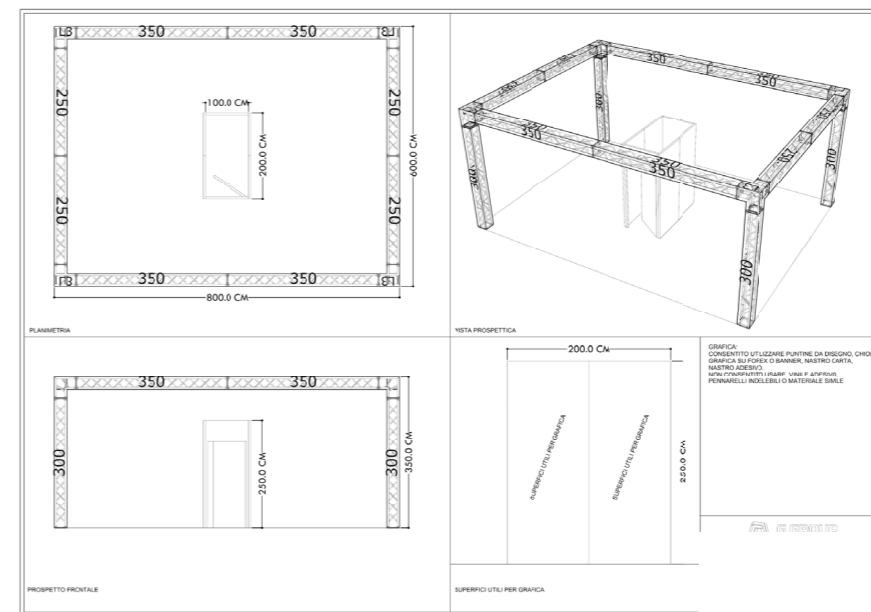 350 350
250 250
100.0 CM
200.0 CM
600.0 CM
250 250
350 350
800.0 CM
PLANIMETRIA
350
350
350
300
350
350
350
250
300
300
300
VISTA PROSPETTICA
350 350
300 300
250.0 CM
350.0 CM
PROSPETTO FRONTALE
200.0 CM
SUPERFICI UTILI PER GRAFICA
SUPERFICI UTILI PER GRAFICA
250.0 CM
SUPERFICI UTILI PER GRAFICA
GRAFICA:
CONSENTITO UTILIZZARE PUNTINE DA DISEGNO,
GRAFICA SU FOREX O BANNER, NASTRO CARTA,
NASTRO ADESIVO.
NON CONSENTITO USARE VINILE ADESIVO,
PENNARELLI INDELEBILI O MATERIALE SIMILE